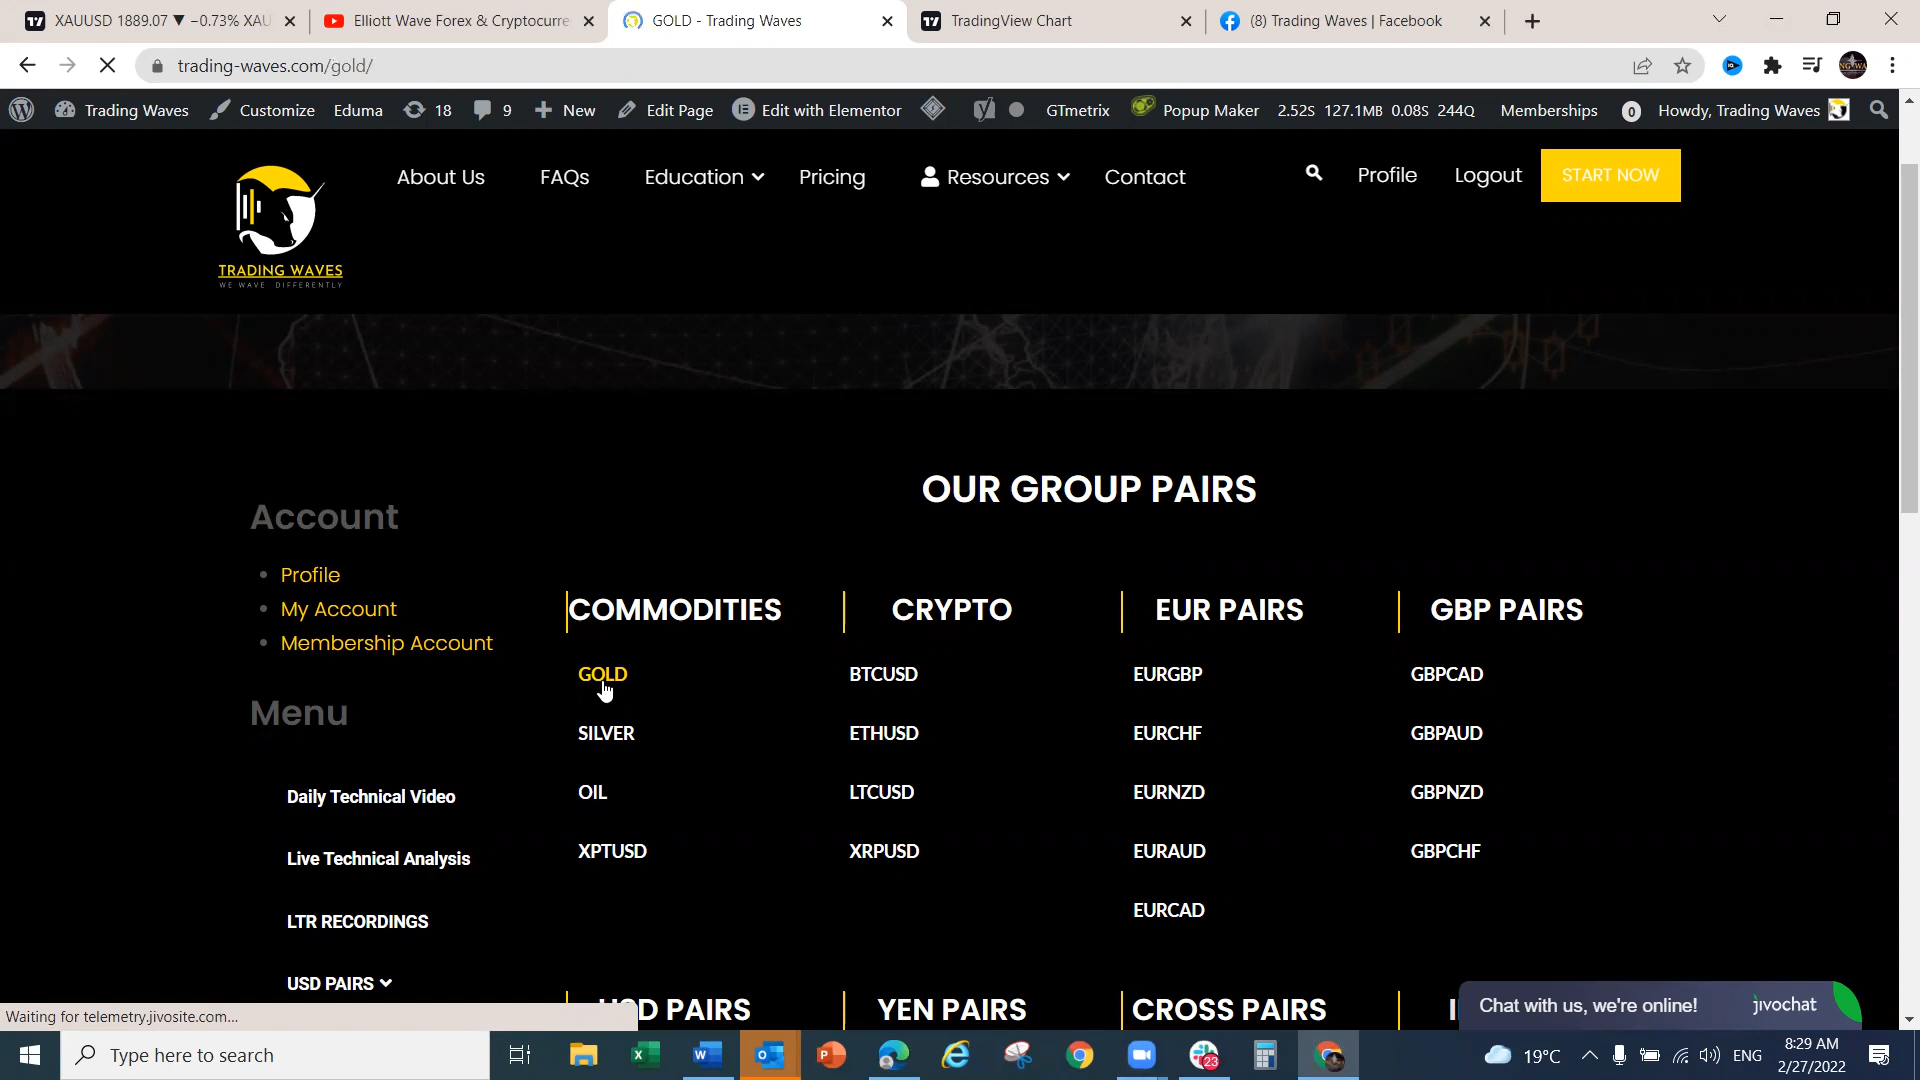 XAUUSD 1889.07 ▼ −0.73% XAU
Elliott Wave Forex & Cryptocurre
GOLD - Trading Waves
TradingView Chart
(8) Trading Waves | Facebook
trading-waves.com/gold/
Trading Waves
Customize
Eduma
18
9
New
Edit Page
Edit with Elementor
GTmetrix
Popup Maker
2.52S 127.1MB 0.08S 244Q
Memberships
0
Howdy, Trading Waves
About Us
FAQs
Education
Pricing
Resources
Contact
Profile
Logout
START NOW
TRADING WAVES
WE WAVE DIFFERENTLY
OUR GROUP PAIRS
Account
Profile
My Account
Membership Account
Menu
Daily Technical Video
Live Technical Analysis
LTR RECORDINGS
USD PAIRS
COMMODITIES
GOLD
SILVER
OIL
XPTUSD
CRYPTO
BTCUSD
ETHUSD
LTCUSD
XRPUSD
EUR PAIRS
EURGBP
EURCHF
EURNZD
EURAUD
EURCAD
GBP PAIRS
GBPCAD
GBPAUD
GBPNZD
GBPCHF
USD PAIRS
YEN PAIRS
CROSS PAIRS
Chat with us, we're online!
jivochat
Waiting for telemetry.jivosite.com...
Type here to search
23
19°C
ENG
8:29 AM
2/27/2022